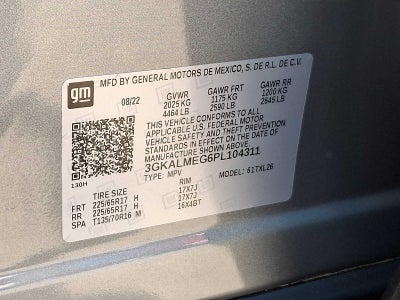 gm
MFD BY GENERAL MOTORS DE MEXICO, S. DE R.L. DE C.V.
08/22 GVWR GAWR FRT GAWR RR
2025 KG 1175 KG 1200 KG
4464 LB 2590 LB 2645 LB
THIS VEHICLE CONFORMS TO ALL
APPLICABLE U.S. FEDERAL MOTOR
VEHICLE SAFETY AND THEFT PREVENTION
STANDARDS IN EFFECT ON THE DATE OF
MANUFACTURE SHOWN ABOVE.
3GKALMEG6PL104311
TYPE: MPV MODEL: 61TXL26
130H
TIRE SIZE RIM
FRT 225/65R17 H 17X7J
RR 225/65R17 H 17X7J
SPA T135/70R16 M 16X4BT